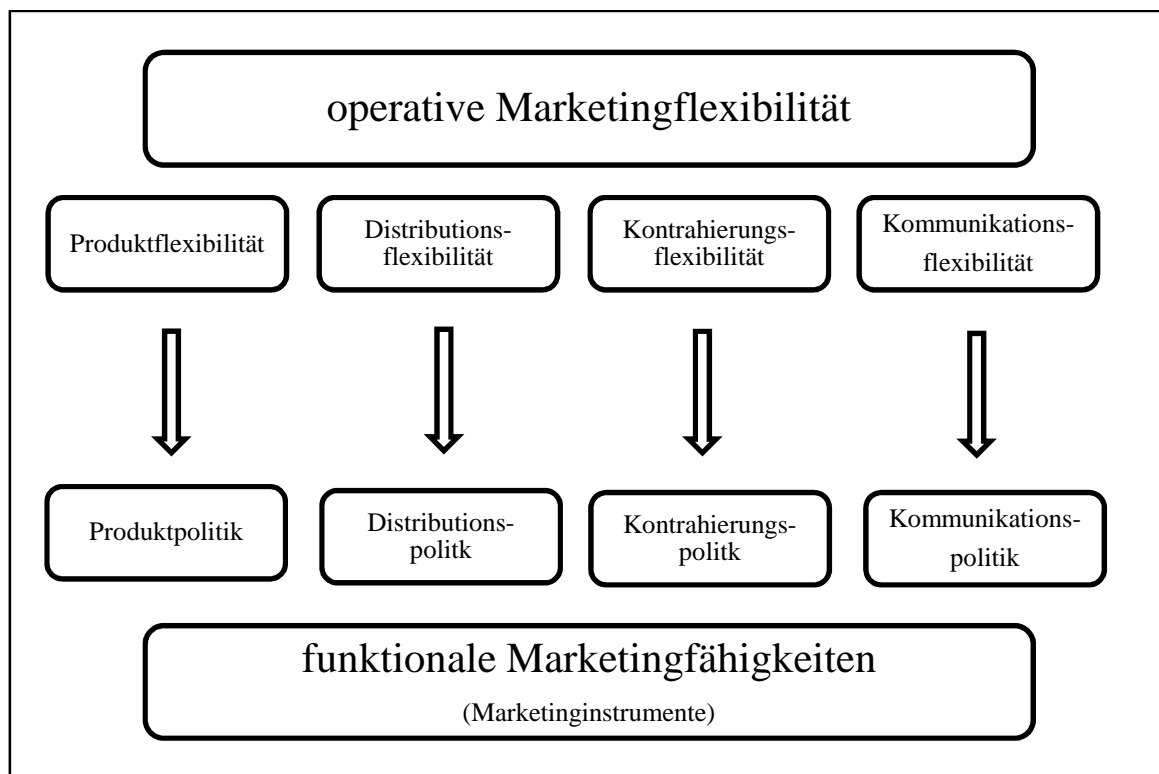 operative Marketingflexibilität
Produktflexibilität
Distributions-
flexibilität
Kontrahierungs-
flexibilität
Kommunikations-
flexibilität
Produktpolitik
Distributions-
politk
Kontrahierungs-
politk
Kommunikations-
politik
funktionale Marketingfähigkeiten
(Marketinginstrumente)